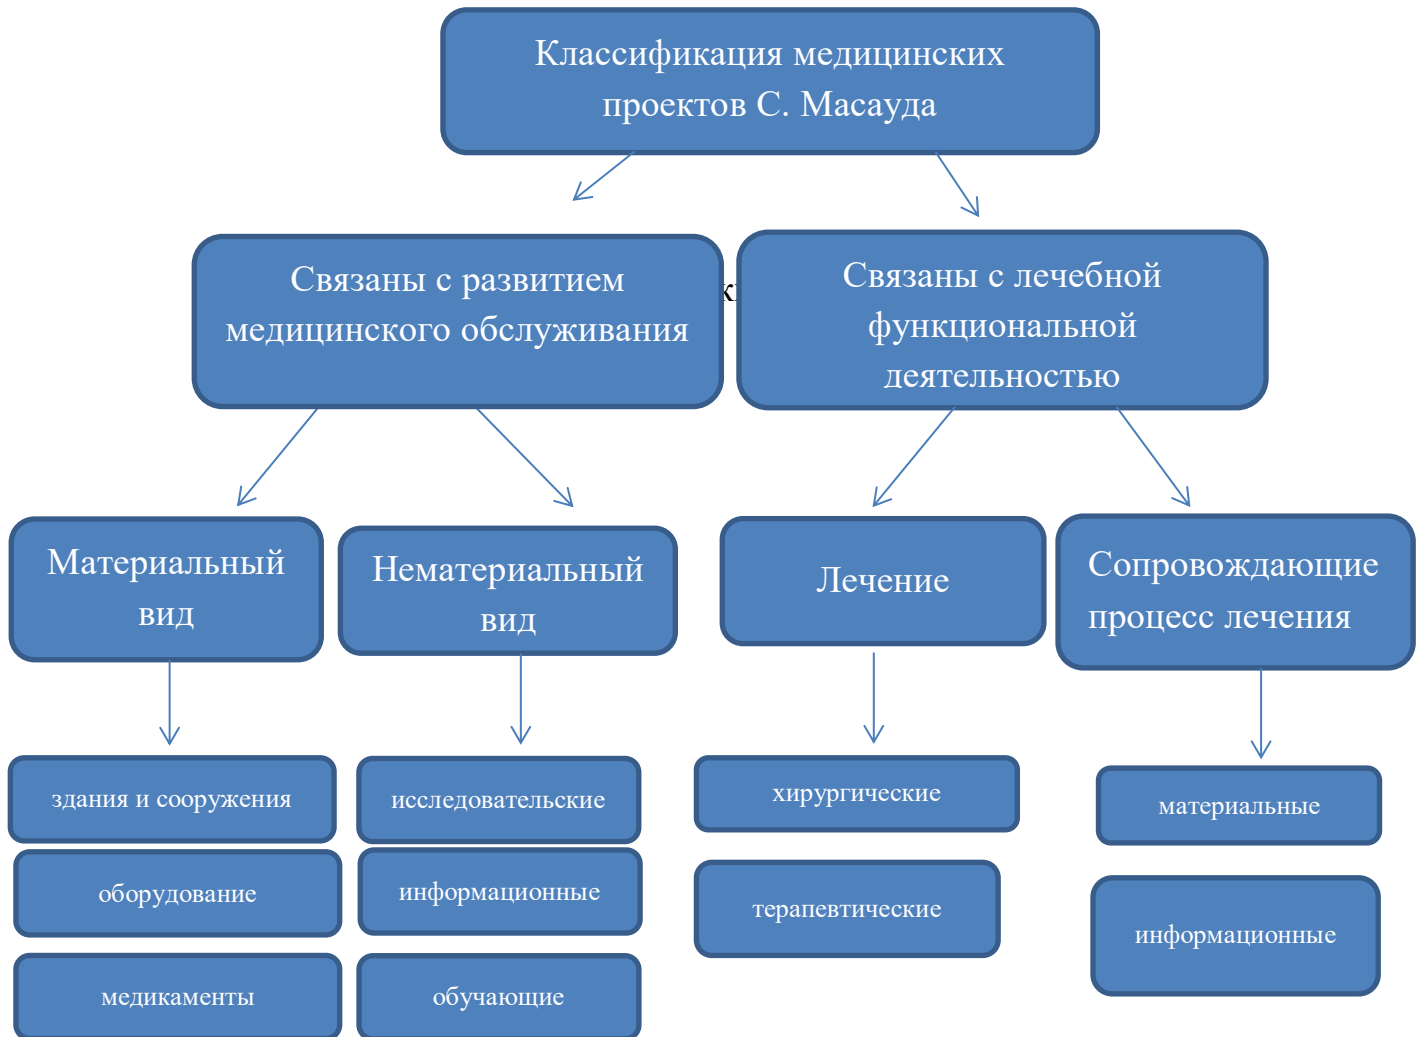 Классификация медицинских
проектов С. Масауда
Связаны с развитием
медицинского обслуживания
Связаны с лечебной
функциональной
деятельностью
Материальный
вид
Нематериальный
вид
Лечение
Сопровождающие
процесс лечения
здания и сооружения
оборудование
медикаменты
исследовательские
информационные
обучающие
хирургические
терапевтические
материальные
информационные